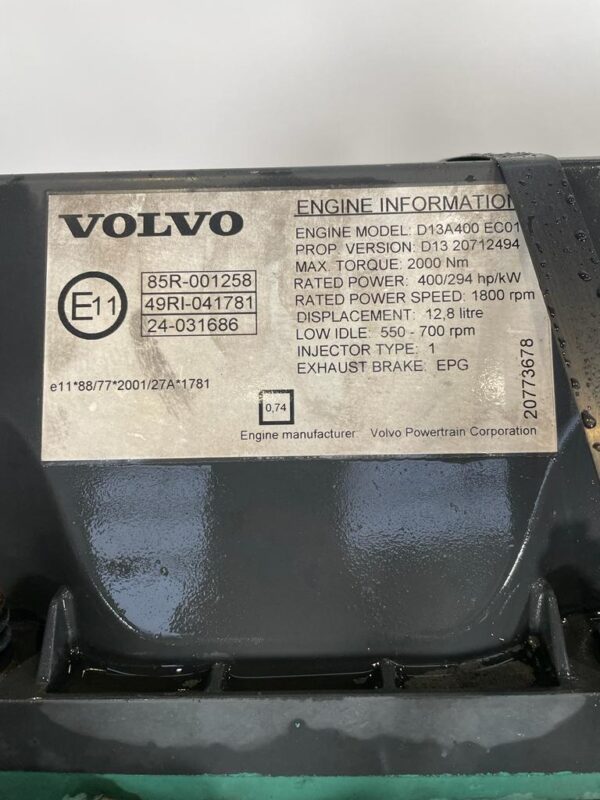 VOLVO
E11
85R-001258
49RI-041781
24-031686
e11*88/77*2001/27A*1781
0,74
ENGINE INFORMATION
ENGINE MODEL: D13A400 EC01
PROP. VERSION: D13 20712494
MAX. TORQUE: 2000 Nm
RATED POWER: 400/294 hp/kW
RATED POWER SPEED: 1800 rpm
DISPLACEMENT: 12,8 litre
LOW IDLE: 550 - 700 rpm
INJECTOR TYPE: 1
EXHAUST BRAKE: EPG
20773678
Engine manufacturer Volvo Powertrain Corporation